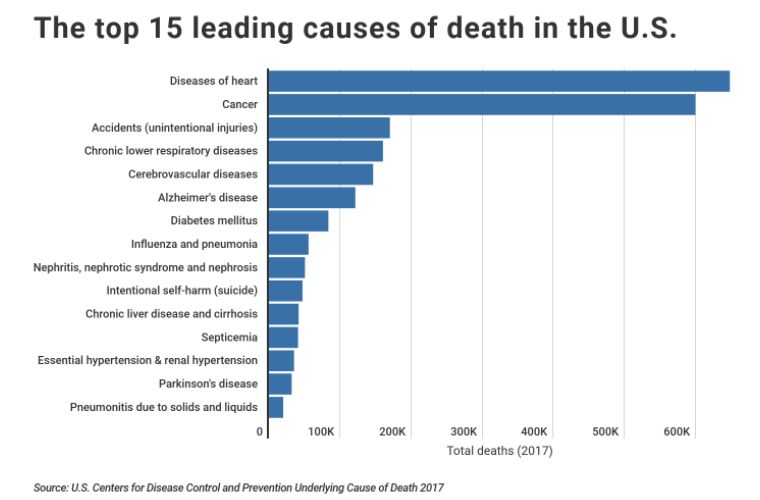 The top 15 leading causes of death in the U.S.
Diseases of heart
Cancer
Accidents (unintentional injuries)
Chronic lower respiratory diseases
Cerebrovascular diseases
Alzheimer's disease
Diabetes mellitus
Influenza and pneumonia
Nephritis, nephrotic syndrome and nephrosis
Intentional self-harm (suicide)
Chronic liver disease and cirrhosis
Septicemia
Essential hypertension & renal hypertension
Parkinson's disease
Pneumonitis due to solids and liquids
0 100K 200K 300K 400K 500K 600K
Total deaths (2017)
Source: U.S. Centers for Disease Control and Prevention Underlying Cause of Death 2017